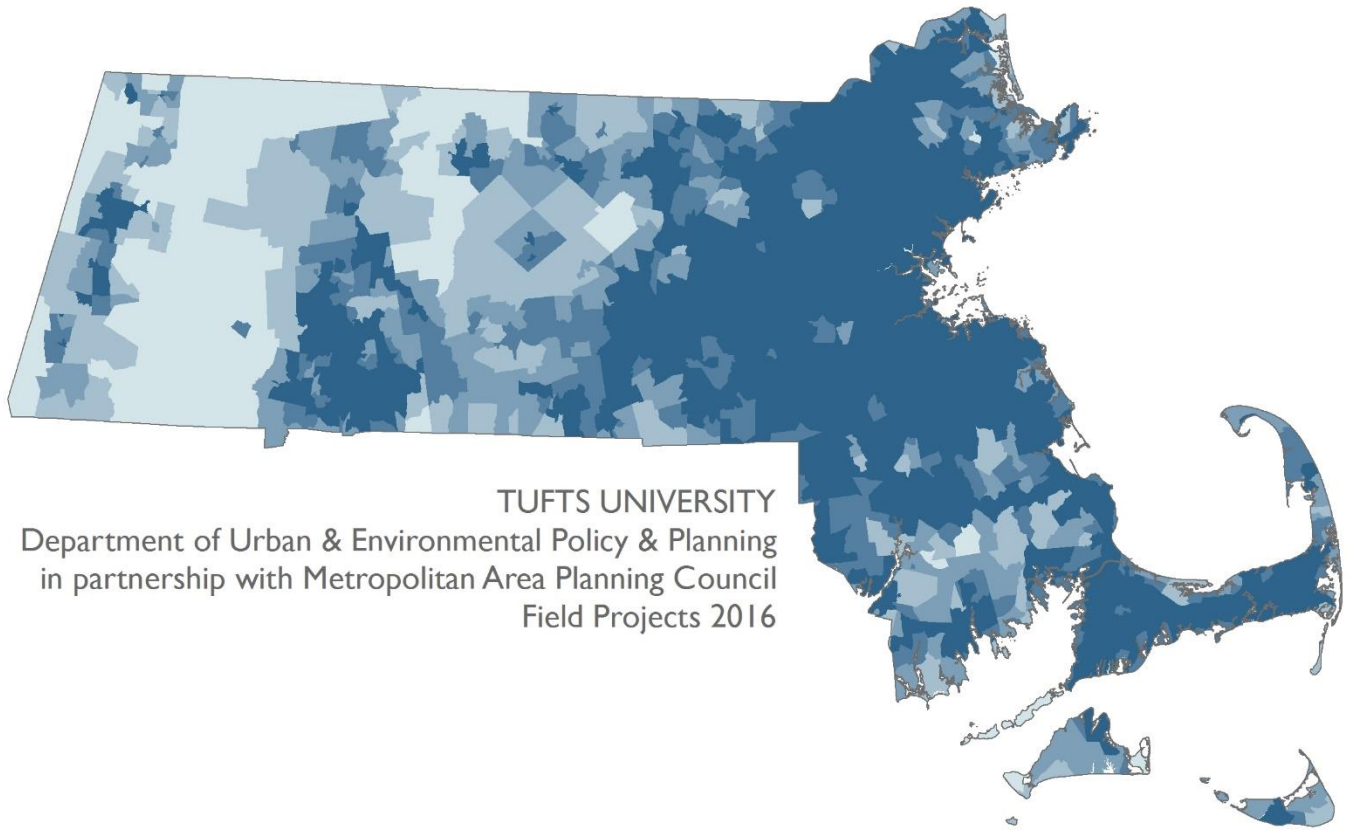 TUFTS UNIVERSITY
Department of Urban & Environmental Policy & Planning
in partnership with Metropolitan Area Planning Council
Field Projects 2016